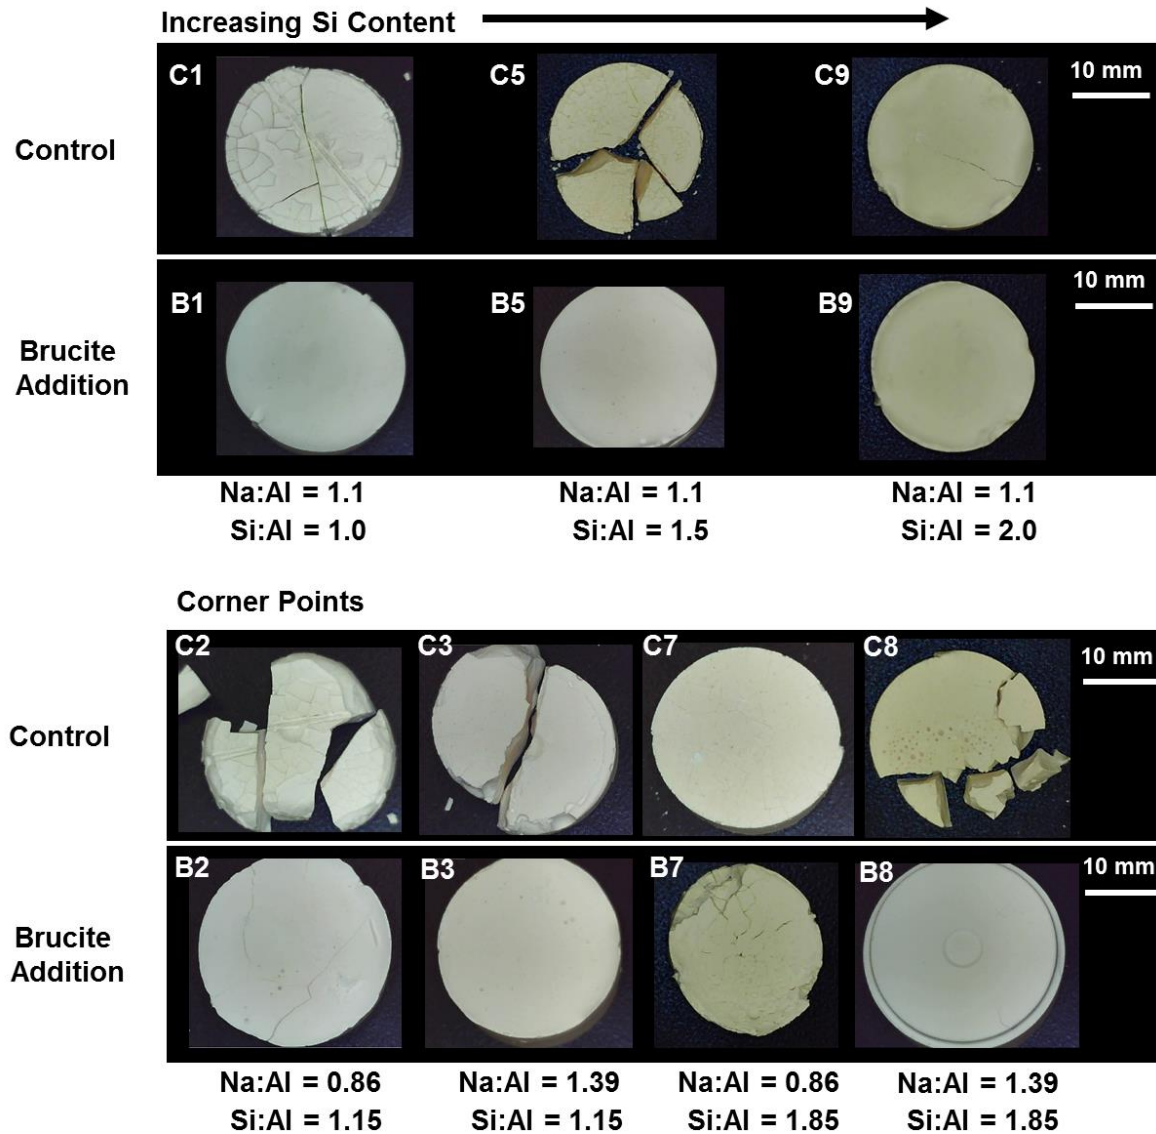 Increasing Si Content
C1
C5
C9
10 mm
Control
B1
B5
B9
10 mm
Brucite
Addition
Na:Al = 1.1
Na:Al = 1.1
Na:Al = 1.1
Si:Al = 1.0
Si:Al = 1.5
Si:Al = 2.0
Corner Points
C2
C3
C7
C8
10 mm
Control
B2
B3
B7
B8
10 mm
Brucite
Addition
Na:Al = 0.86
Na:Al = 1.39
Na:Al = 0.86
Na:Al = 1.39
Si:Al = 1.15
Si:Al = 1.15
Si:Al = 1.85
Si:Al = 1.85